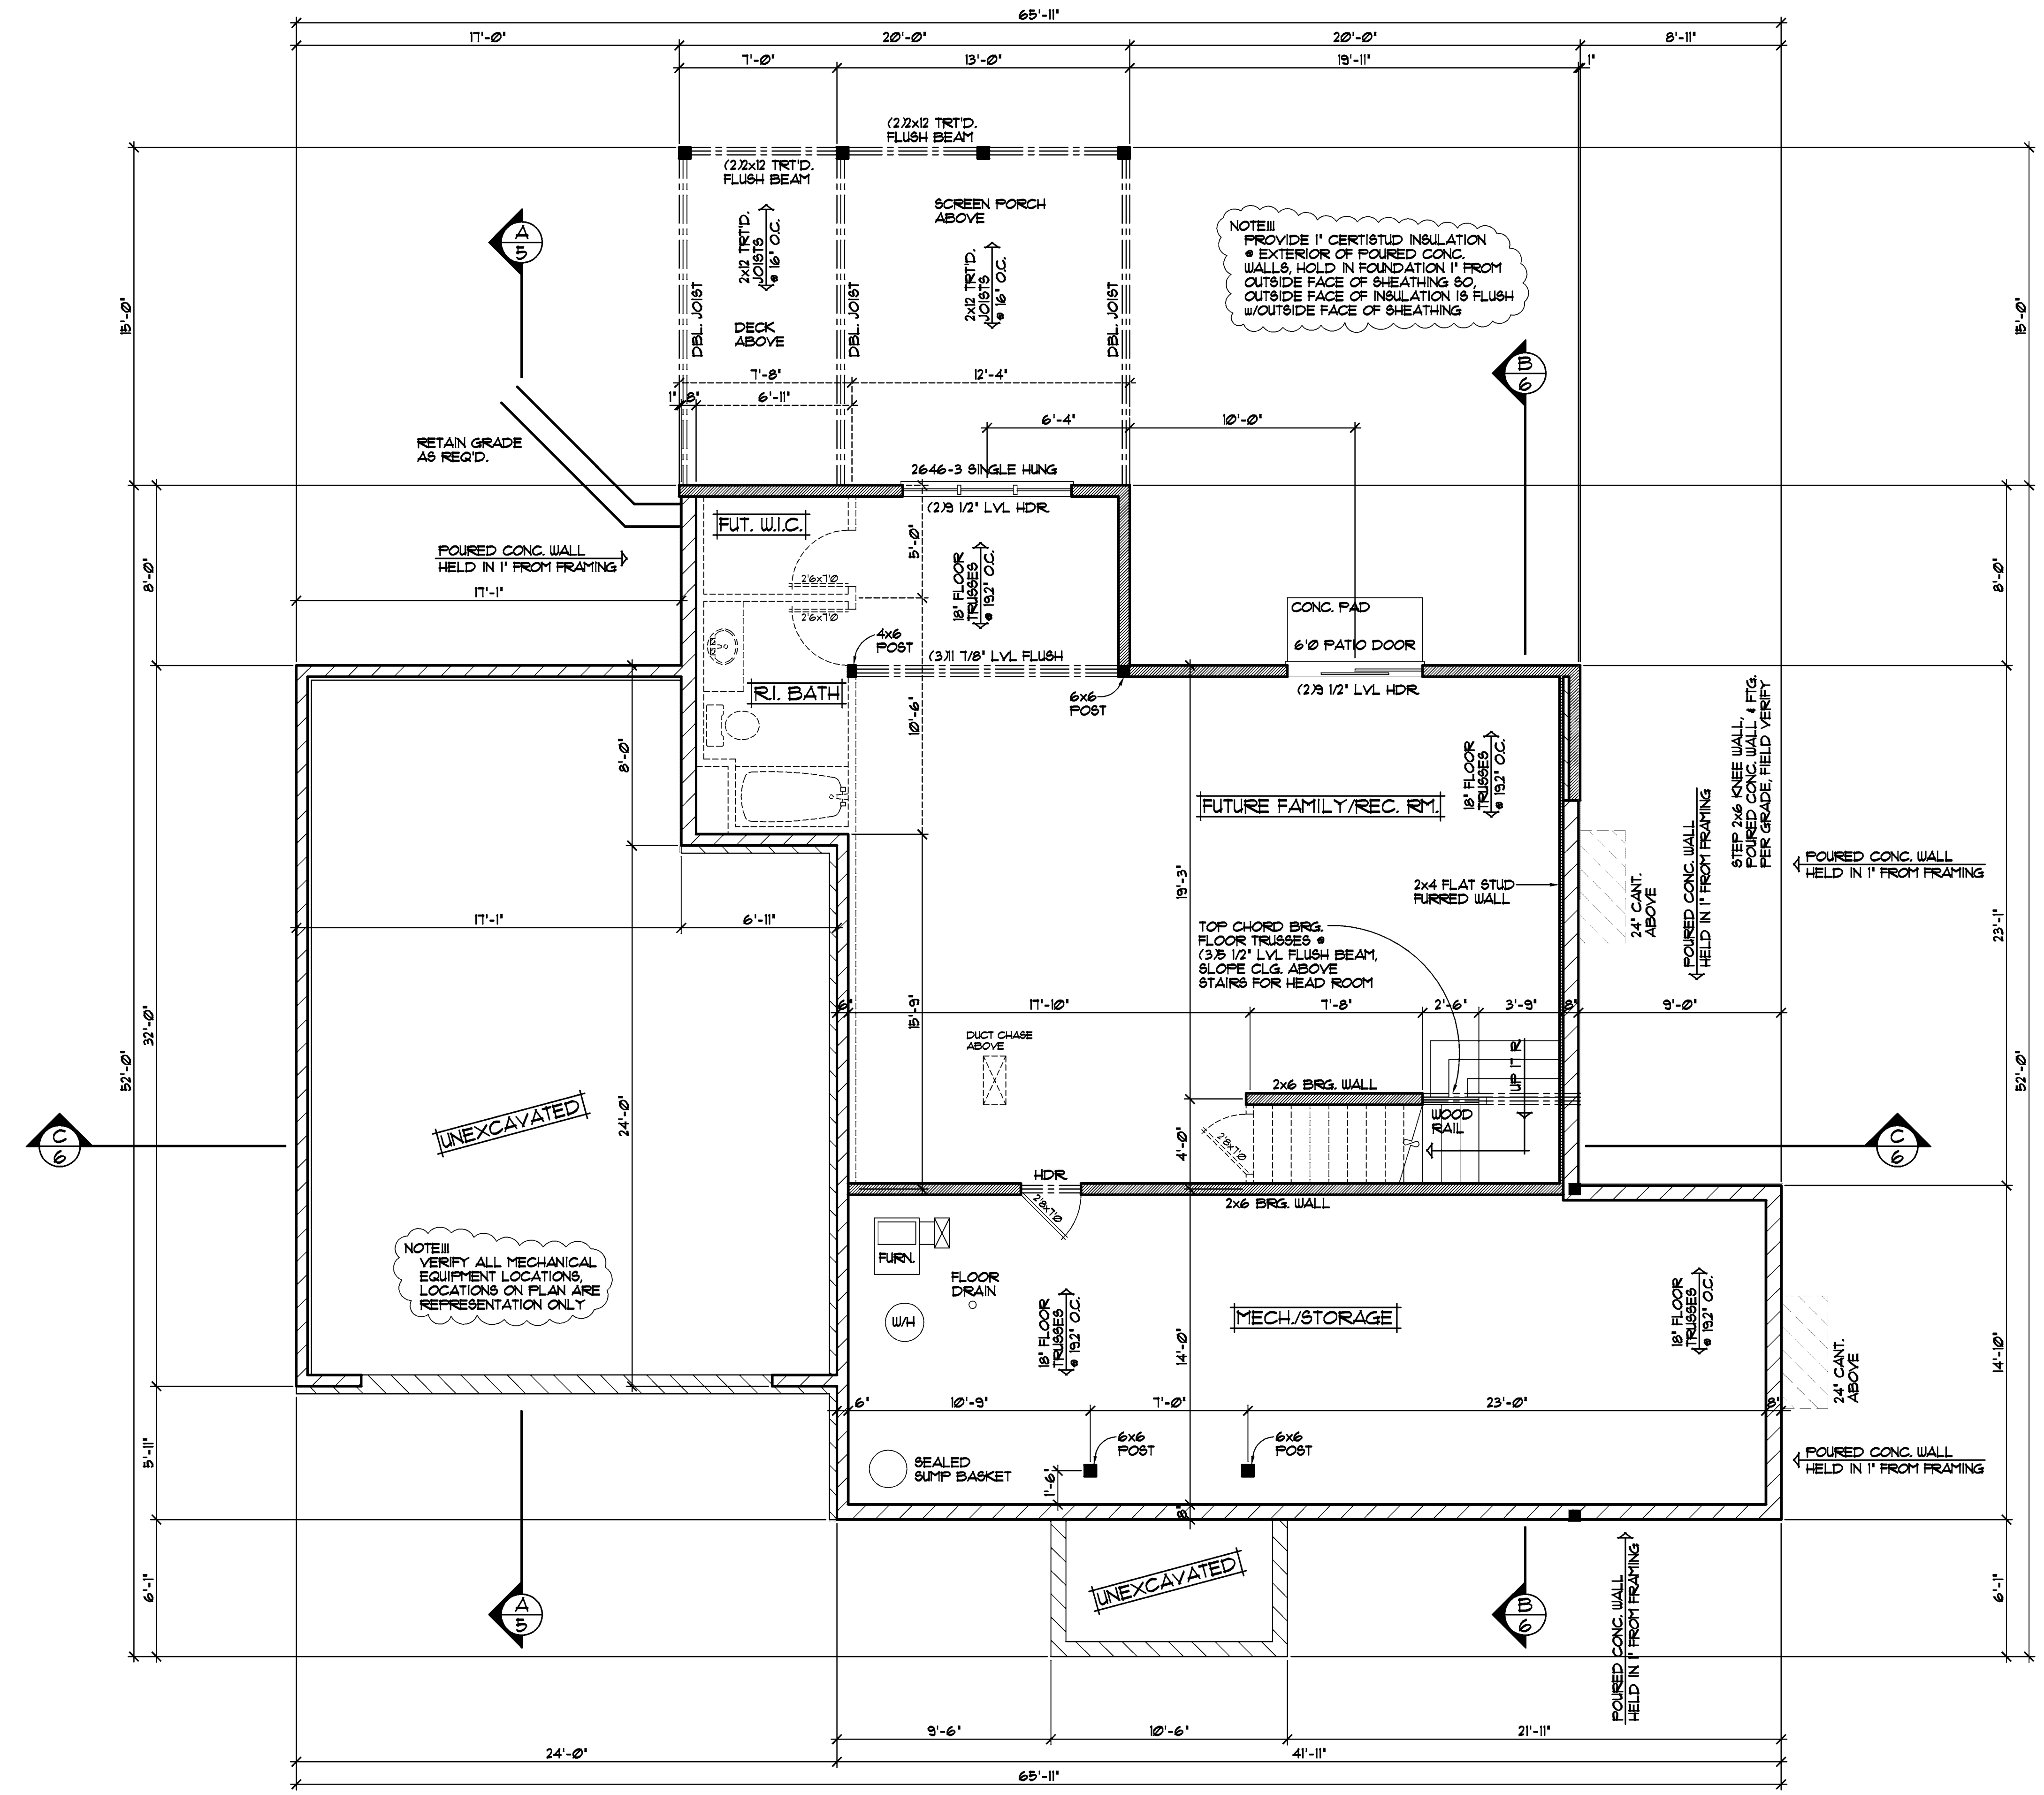 65'-11"
17'-0"
20'-0"
20'-0"
8'-11"
7'-0"
13'-0"
19'-11"
1"
(2)2x12 TRT'D.
FLUSH BEAM
(2)2x12 TRT'D.
FLUSH BEAM
SCREEN PORCH
ABOVE
2x12 TRT'D.
JOISTS
@ 16" O.C.
2x12 TRT'D.
JOISTS
@ 16" O.C.
DBL. JOIST
DBL. JOIST
DBL. JOIST
DECK
ABOVE
NOTE!!!
PROVIDE 1" CERTISTUD INSULATION
@ EXTERIOR OF POURED CONC.
WALLS, HOLD IN FOUNDATION 1" FROM
OUTSIDE FACE OF SHEATHING SO,
OUTSIDE FACE OF INSULATION IS FLUSH
w/OUTSIDE FACE OF SHEATHING
A
5
B
6
15'-0"
15'-0"
7'-8"
12'-4"
1"
8"
6'-11"
6'-4"
10'-0"
RETAIN GRADE
AS REQ'D.
2646-3 SINGLE HUNG
(2)9 1/2" LVL HDR
FUT. W.I.C.
5'-0"
POURED CONC. WALL
HELD IN 1" FROM FRAMING
17'-1"
8'-0"
8'-0"
2'6x7'0
2'6x7'0
18" FLOOR
TRUSSES
@ 19.2" O.C.
CONC. PAD
6'0 PATIO DOOR
4x6
POST
(3)11 7/8" LVL FLUSH
R.I. BATH
6x6
POST
(2)9 1/2" LVL HDR
10'-6"
8'-0"
18" FLOOR
TRUSSES
@ 19.2" O.C.
FUTURE FAMILY/REC. RM.
STEP 2x6 KNEE WALL,
POURED CONC. WALL & FTG.
PER GRADE, FIELD VERIFY
POURED CONC. WALL
HELD IN 1" FROM FRAMING
POURED CONC. WALL
HELD IN 1" FROM FRAMING
2x4 FLAT STUD
FURRED WALL
24" CANT.
ABOVE
19'-3"
23'-1"
17'-1"
6'-11"
TOP CHORD BRG.
FLOOR TRUSSES @
(3)5 1/2" LVL FLUSH BEAM,
SLOPE CLG. ABOVE
STAIRS FOR HEAD ROOM
6"
17'-10"
7'-8"
2'-6"
3'-9"
8"
9'-0"
15'-9"
32'-0"
52'-0"
52'-0"
DUCT CHASE
ABOVE
UP 17 R
2x6 BRG. WALL
WOOD
RAIL
2'8x7'0
4'-0"
24'-0"
UNEXCAVATED
C
6
C
6
HDR
2'8x7'0
2x6 BRG. WALL
FURN.
FLOOR
DRAIN
W/H
NOTE!!!
VERIFY ALL MECHANICAL
EQUIPMENT LOCATIONS,
LOCATIONS ON PLAN ARE
REPRESENTATION ONLY
18" FLOOR
TRUSSES
@ 19.2" O.C.
MECH./STORAGE
18" FLOOR
TRUSSES
@ 19.2" O.C.
14'-0"
14'-10"
24" CANT.
ABOVE
6"
10'-9"
7'-0"
23'-0"
8"
6x6
POST
6x6
POST
SEALED
SUMP BASKET
1'-6"
8"
5'-11"
POURED CONC. WALL
HELD IN 1" FROM FRAMING
UNEXCAVATED
A
5
B
6
6'-1"
6'-1"
POURED CONC. WALL
HELD IN 1" FROM FRAMING
9'-6"
10'-6"
21'-11"
24'-0"
41'-11"
65'-11"